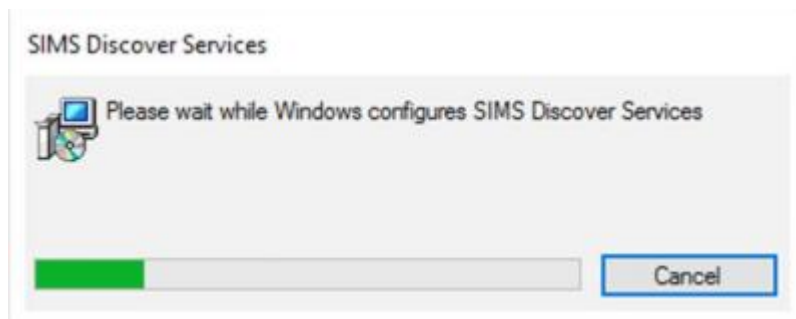 SIMS Discover Services
Please wait while Windows configures SIMS Discover Services
Cancel